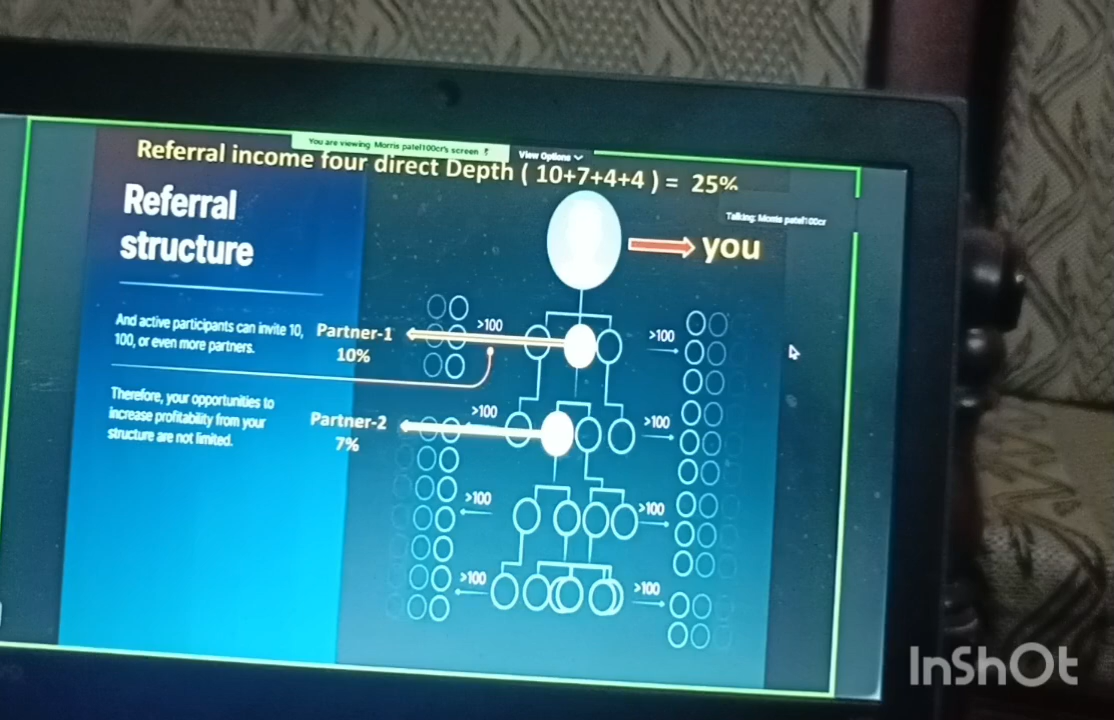 You are viewing Morris patel100cr's screen
View Options
Referral income four direct Depth ( 10+7+4+4 ) = 25%
Talking: Morris patel100cr
Referral
structure
you
And active participants can invite 10,
100, or even more partners.
Partner-1
10%
>100
>100
Therefore, your opportunities to
increase profitability from your
structure are not limited.
Partner-2
7%
>100
>100
>100
>100
>100
>100
InShOt